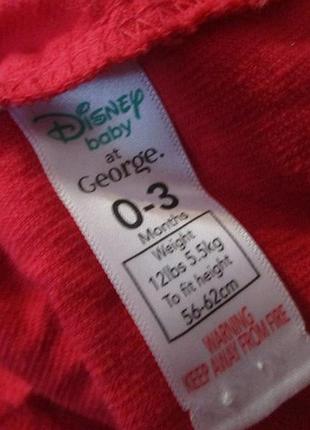 Disney
baby
at
George.
0-3
Months
Weight
12lbs 5.5kg
To fit height
56-62cm
WARNING
KEEP AWAY FROM FIRE